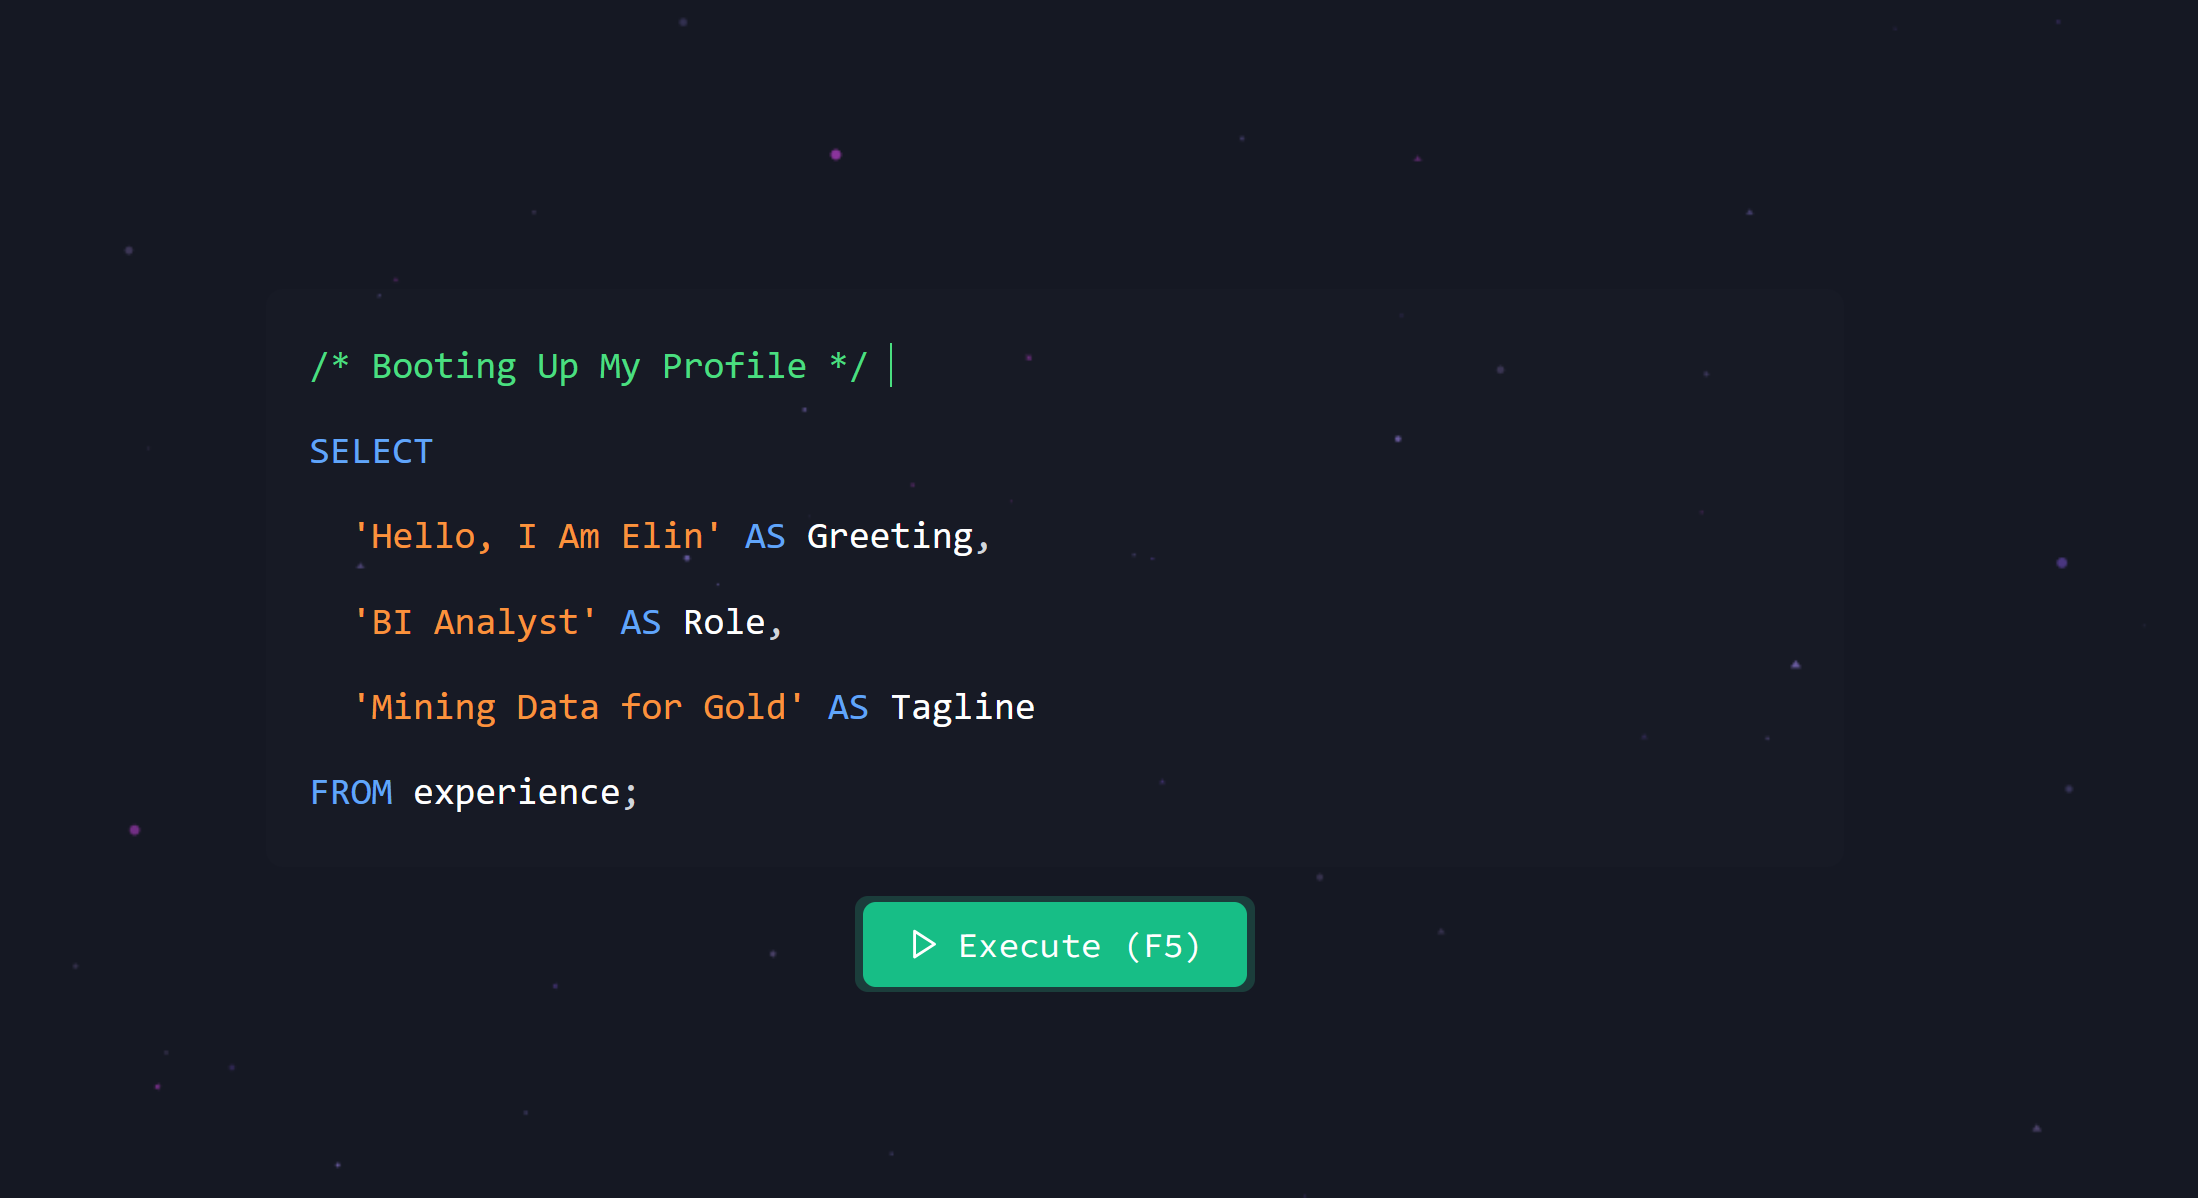 /* Booting Up My Profile */
SELECT
'Hello, I Am Elin' AS Greeting,
'BI Analyst' AS Role,
'Mining Data for Gold' AS Tagline
FROM experience;
Execute (F5)